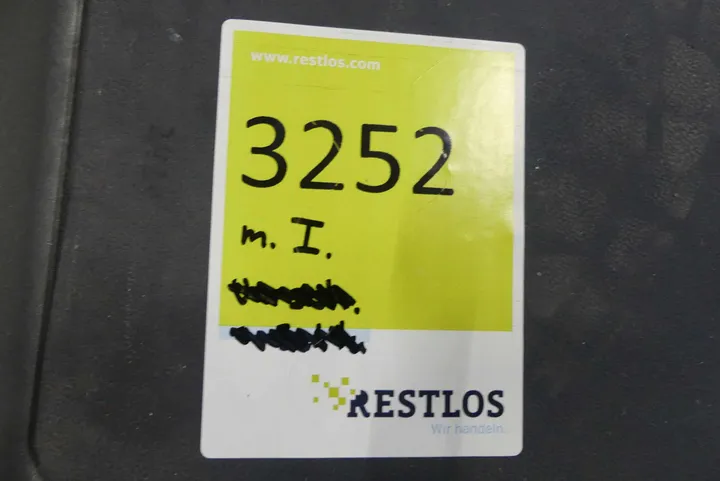 www.restlos.com
3252
m. I.
RESTLOS
Wir handeln.